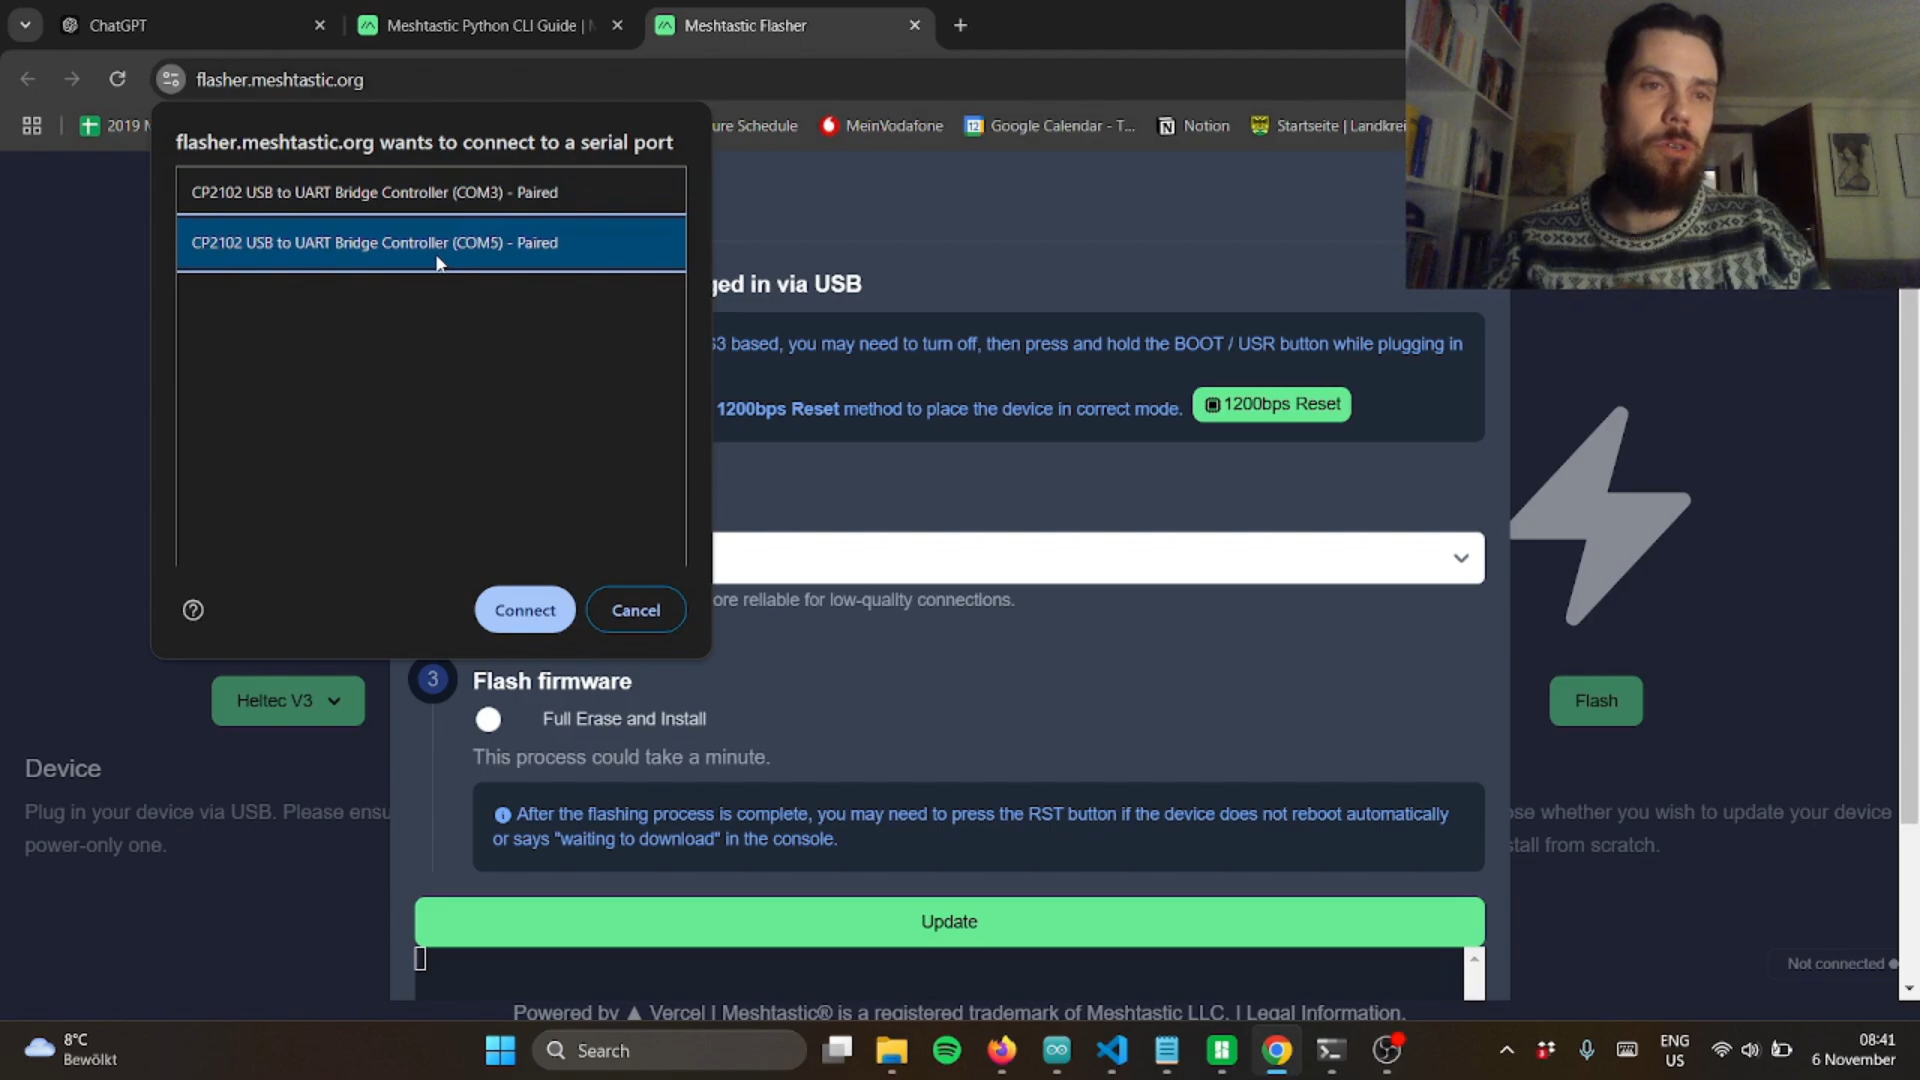 ChatGPT
Meshtastic Python CLI Guide |
Meshtastic Flasher
flasher.meshtastic.org
2019
ure Schedule
MeinVodafone
Google Calendar - T...
Notion
Startseite | Landkrei
flasher.meshtastic.org wants to connect to a serial port
CP2102 USB to UART Bridge Controller (COM3) - Paired
CP2102 USB to UART Bridge Controller (COM5) - Paired
Connect
Cancel
ged in via USB
S3 based, you may need to turn off, then press and hold the BOOT / USR button while plugging in
1200bps Reset method to place the device in correct mode.
1200bps Reset
ore reliable for low-quality connections.
3
Flash firmware
Full Erase and Install
This process could take a minute.
After the flashing process is complete, you may need to press the RST button if the device does not reboot automatically
or says "waiting to download" in the console.
Update
Heltec V3
Device
Plug in your device via USB. Please ensu
power-only one.
Flash
ose whether you wish to update your device
stall from scratch.
Not connected
Powered by ▲ Vercel | Meshtastic® is a registered trademark of Meshtastic LLC. | Legal Information.
8°C
Bewölkt
Search
ENG
US
08:41
6 November